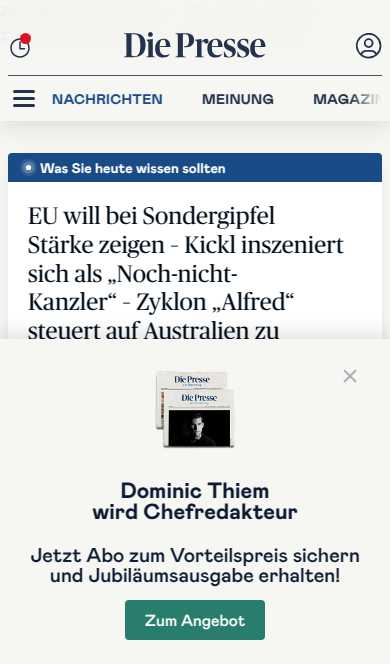 Die Presse
NACHRICHTEN MEINUNG MAGAZIN
Was Sie heute wissen sollten
EU will bei Sondergipfel
Stärke zeigen – Kickl inszeniert
sich als „Noch-nicht-
Kanzler“ – Zyklon „Alfred“
steuert auf Australien zu
Die Presse
Die Presse
Dominic Thiem
wird Chefredakteur
Jetzt Abo zum Vorteilspreis sichern
und Jubiläumsausgabe erhalten!
Zum Angebot